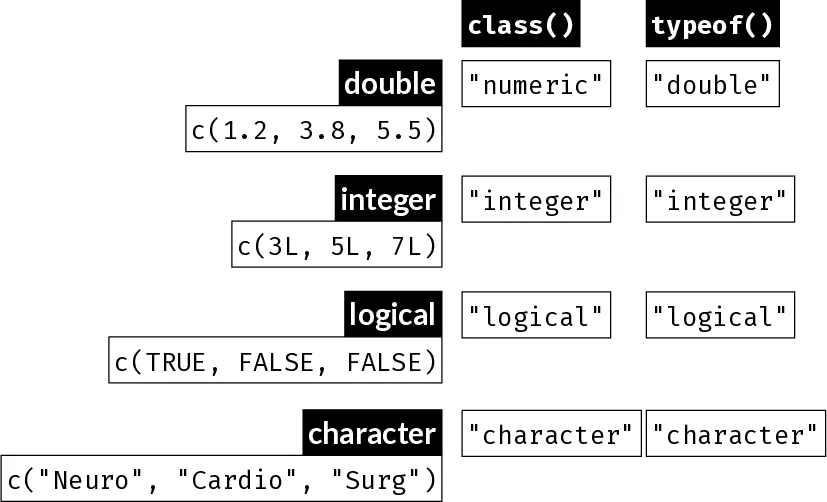 class() typeof()
double "numeric" "double"
c(1.2, 3.8, 5.5)
integer "integer" "integer"
c(3L, 5L, 7L)
logical "logical" "logical"
c(TRUE, FALSE, FALSE)
character "character" "character"
c("Neuro", "Cardio", "Surg")